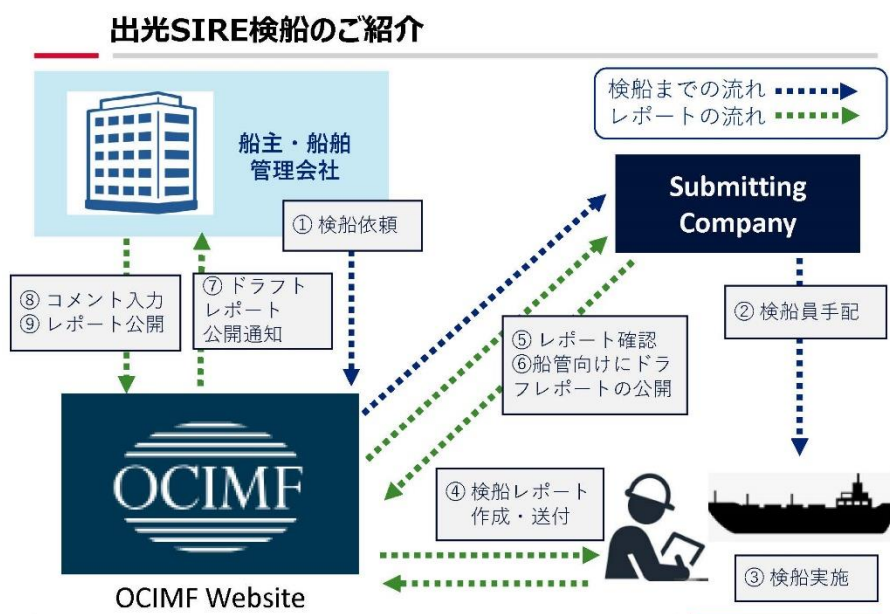 出光SIRE検船のご紹介
検船までの流れ
レポートの流れ
船主・船舶
管理会社
Submitting
Company
① 検船依頼
⑧ コメント入力
⑨ レポート公開
⑦ ドラフト
レポート
公開通知
② 検船員手配
⑤ レポート確認
⑥船管向けにドラ
フレポートの公開
OCIMF
④ 検船レポート
作成・送付
③ 検船実施
OCIMF Website